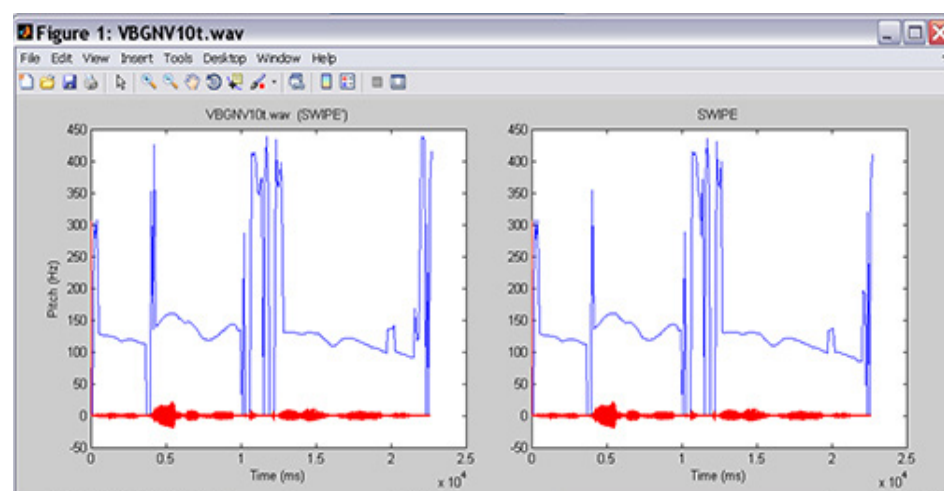 Figure 1: VBGNV10t.wav
File Edit View Insert Tools Desktop Window Help
VBGNV10t.wav (SWIPE')
450
400
350
300
250
200
150
100
50
0
-50
Pitch (Hz)
0 0.5 1 1.5 2 2.5
Time (ms)
x 10^4
SWIPE
450
400
350
300
250
200
150
100
50
0
-50
0 0.5 1 1.5 2 2.5
Time (ms)
x 10^4